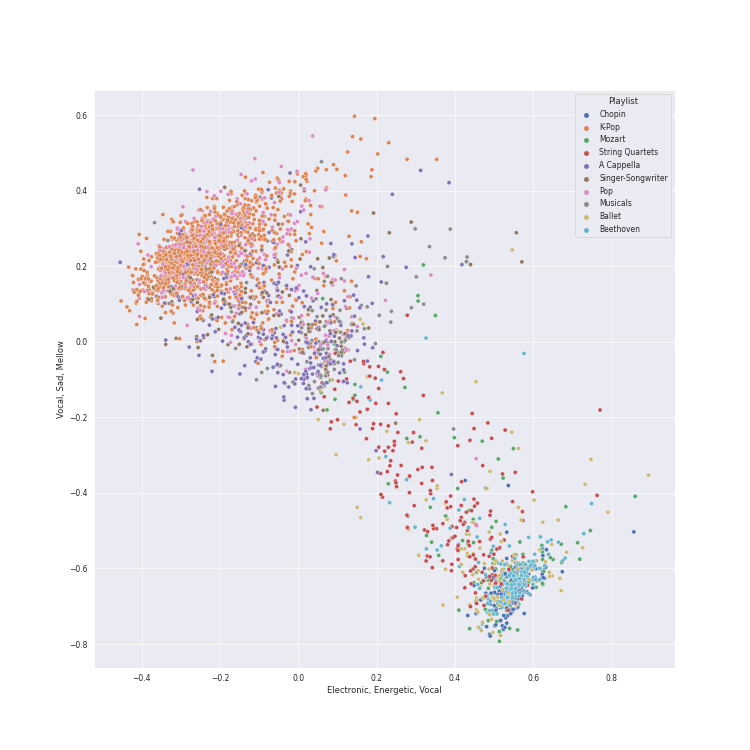 Playlist
Chopin
K-Pop
Mozart
String Quartets
A Cappella
Singer-Songwriter
Pop
Musicals
Ballet
Beethoven
0.6
0.4
0.2
0.0
−0.2
−0.4
−0.6
−0.8
Vocal, Sad, Mellow
−0.4 −0.2 0.0 0.2 0.4 0.6 0.8
Electronic, Energetic, Vocal